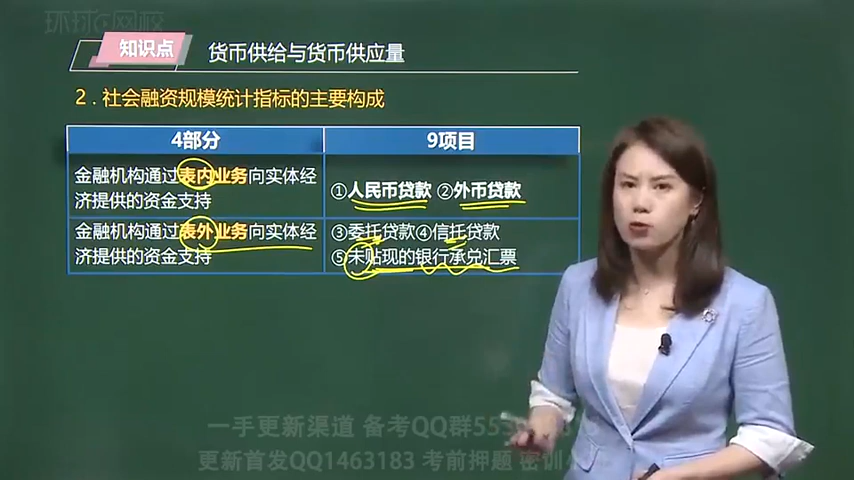 环球网校
知识点
货币供给与货币供应量
2．社会融资规模统计指标的主要构成
4部分
9项目
金融机构通过表内业务向实体经
济提供的资金支持
①人民币贷款 ②外币贷款
金融机构通过表外业务向实体经
济提供的资金支持
③委托贷款④信托贷款
⑤未贴现的银行承兑汇票
一手更新渠道 备考QQ群55
更新首发QQ1463183 考前押题 密训